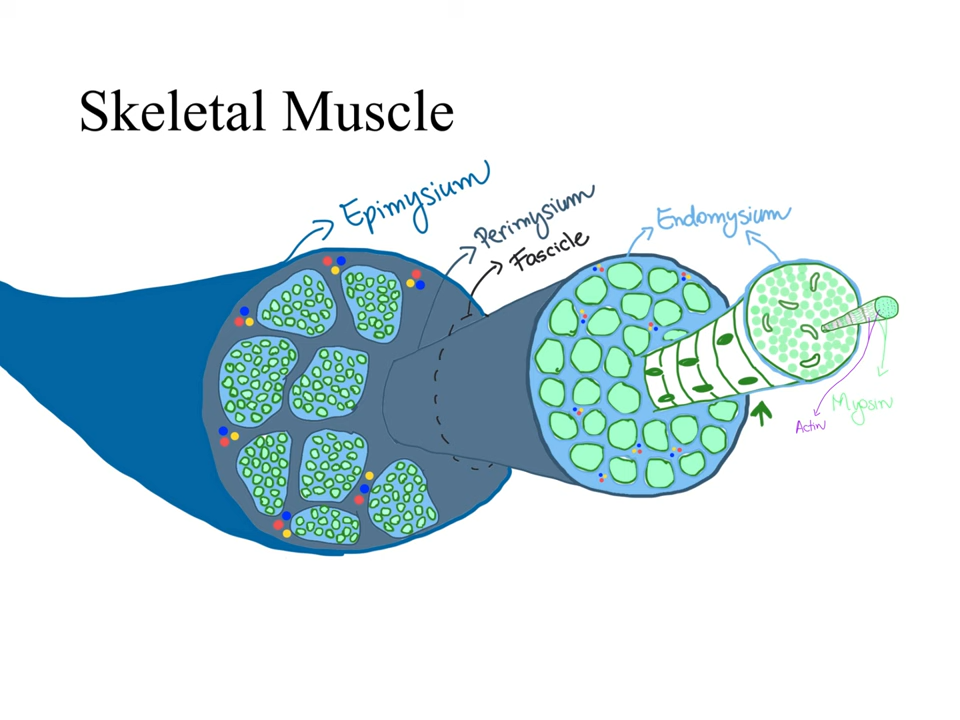 Skeletal Muscle
Epimysium
Perimysium
Fascicle
Endomysium
Myosin
Actin